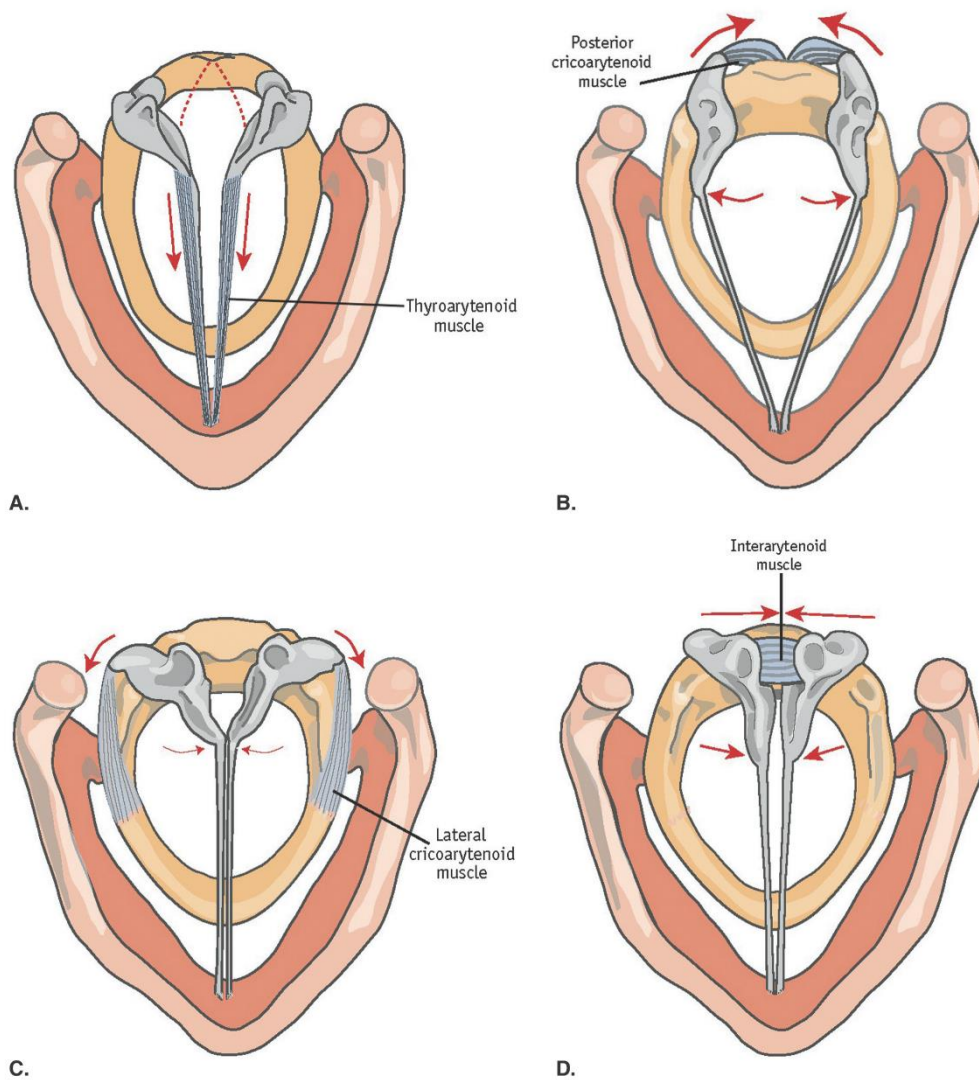 Thyroarytenoid
muscle
A.
Posterior
cricoarytenoid
muscle
B.
Lateral
cricoarytenoid
muscle
C.
Interarytenoid
muscle
D.